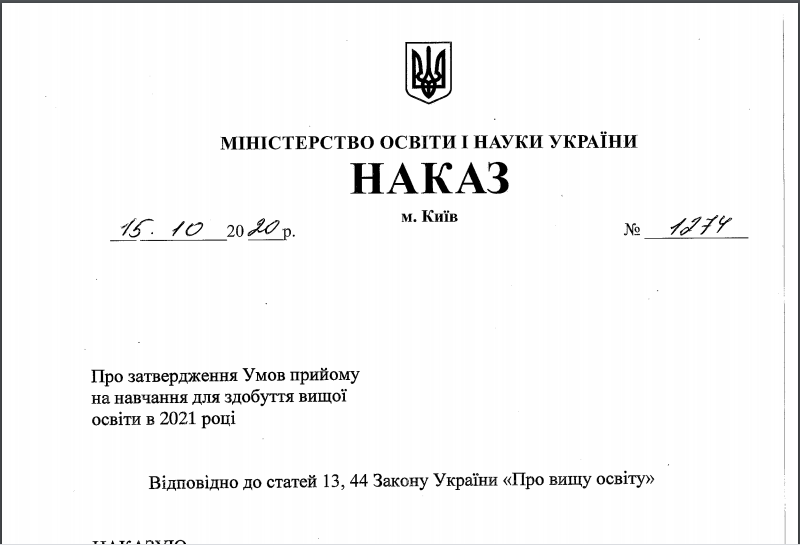 МІНІСТЕРСТВО ОСВІТИ І НАУКИ УКРАЇНИ
НАКАЗ
м. Київ
15. 10 2020 р. № 1274
Про затвердження Умов прийому
на навчання для здобуття вищої
освіти в 2021 році
Відповідно до статей 13, 44 Закону України «Про вищу освіту»
НАКАЗУЮ